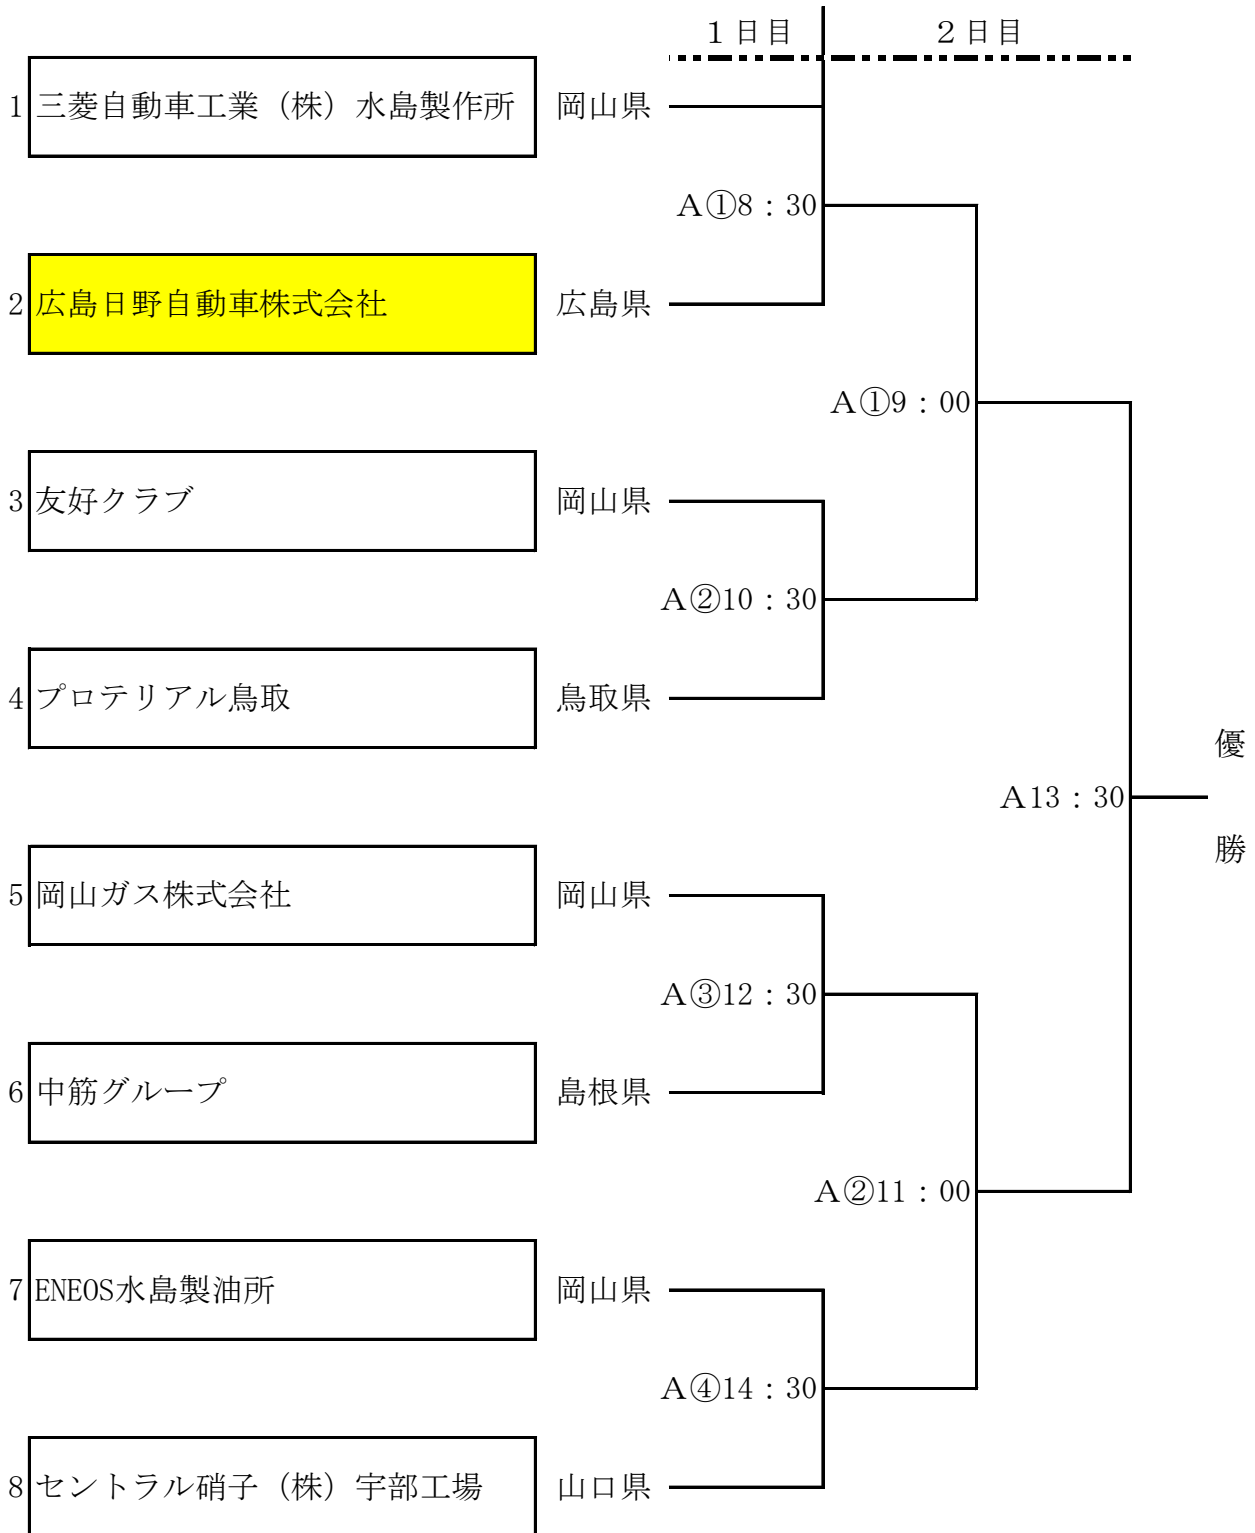 １日目 ２日目
1 三菱自動車工業（株）水島製作所 岡山県
A①8：30
2 広島日野自動車株式会社 広島県
A①9：00
3 友好クラブ 岡山県
A②10：30
4 プロテリアル鳥取 鳥取県
優
A13：30
勝
5 岡山ガス株式会社 岡山県
A③12：30
6 中筋グループ 島根県
A②11：00
7 ENEOS水島製油所 岡山県
A④14：30
8 セントラル硝子（株）宇部工場 山口県